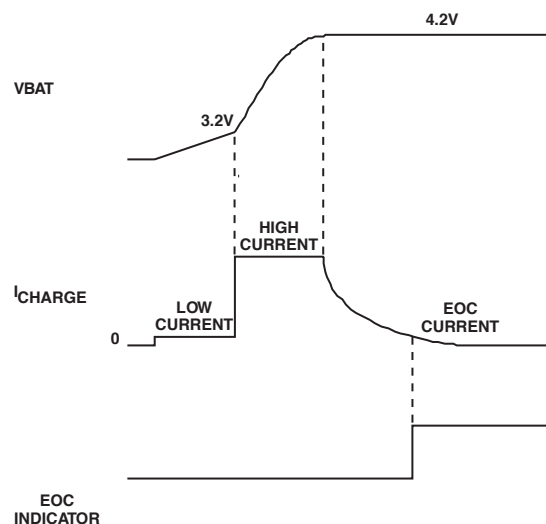 4.2V
VBAT
3.2V
HIGH
CURRENT
ICHARGE
LOW
CURRENT
EOC
CURRENT
0
EOC
INDICATOR